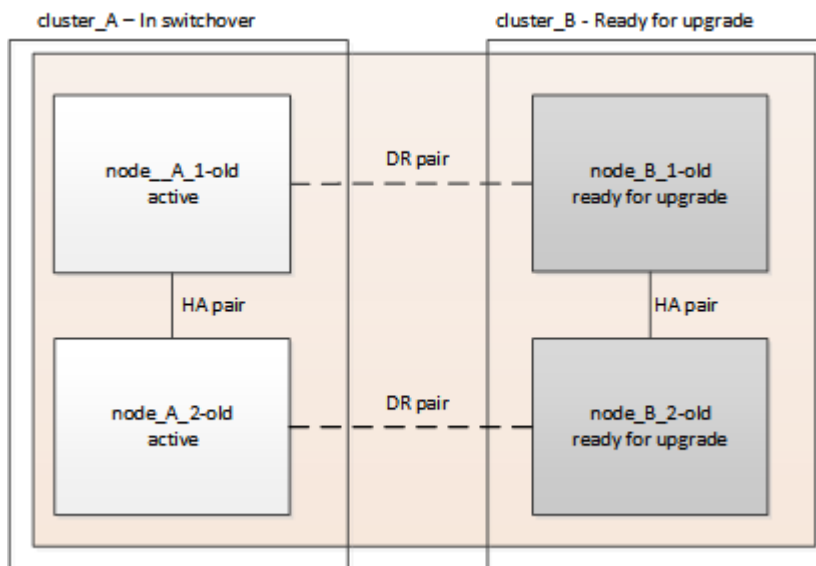 cluster_A – In switchover
cluster_B - Ready for upgrade
node__A_1-old
active
DR pair
node_B_1-old
ready for upgrade
HA pair
HA pair
node_A_2-old
active
DR pair
node_B_2-old
ready for upgrade